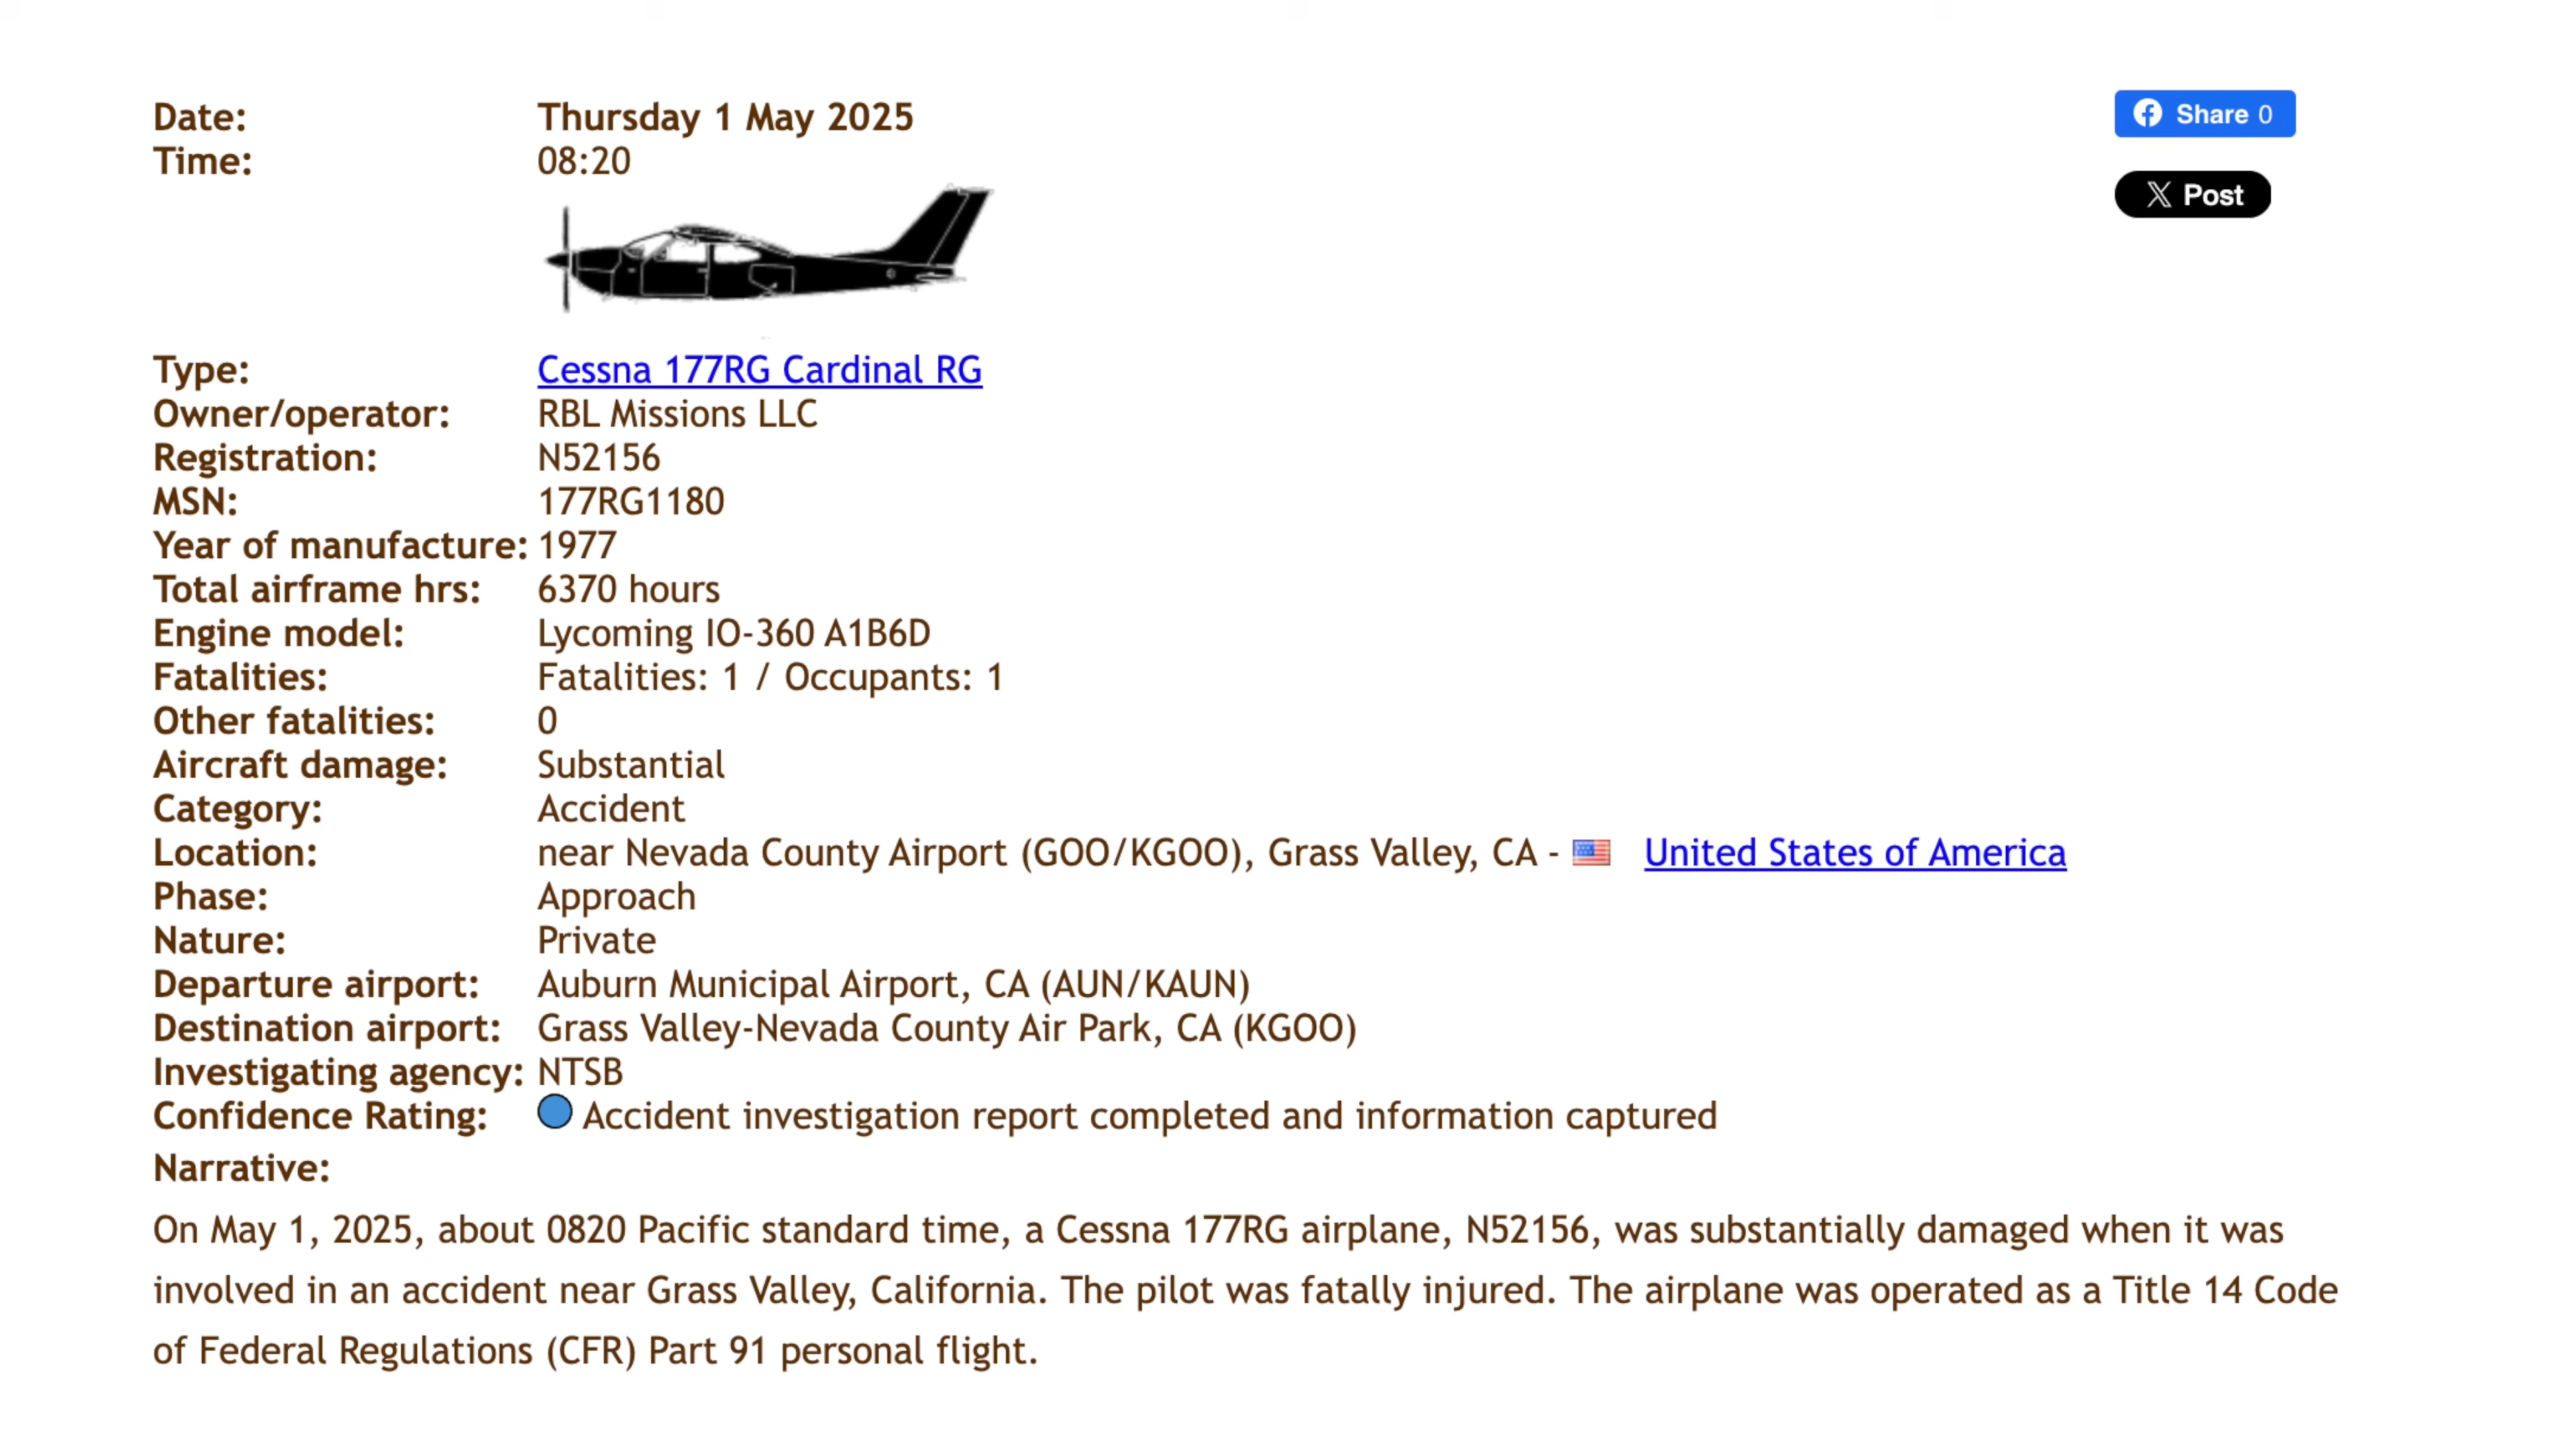 Date: Thursday 1 May 2025
Share 0
Time: 08:20
X Post
Type: Cessna 177RG Cardinal RG
Owner/operator: RBL Missions LLC
Registration: N52156
MSN: 177RG1180
Year of manufacture: 1977
Total airframe hrs: 6370 hours
Engine model: Lycoming IO-360 A1B6D
Fatalities: Fatalities: 1 / Occupants: 1
Other fatalities: 0
Aircraft damage: Substantial
Category: Accident
Location: near Nevada County Airport (GOO/KGOO), Grass Valley, CA - United States of America
Phase: Approach
Nature: Private
Departure airport: Auburn Municipal Airport, CA (AUN/KAUN)
Destination airport: Grass Valley-Nevada County Air Park, CA (KGOO)
Investigating agency: NTSB
Confidence Rating: Accident investigation report completed and information captured
Narrative:
On May 1, 2025, about 0820 Pacific standard time, a Cessna 177RG airplane, N52156, was substantially damaged when it was
involved in an accident near Grass Valley, California. The pilot was fatally injured. The airplane was operated as a Title 14 Code
of Federal Regulations (CFR) Part 91 personal flight.